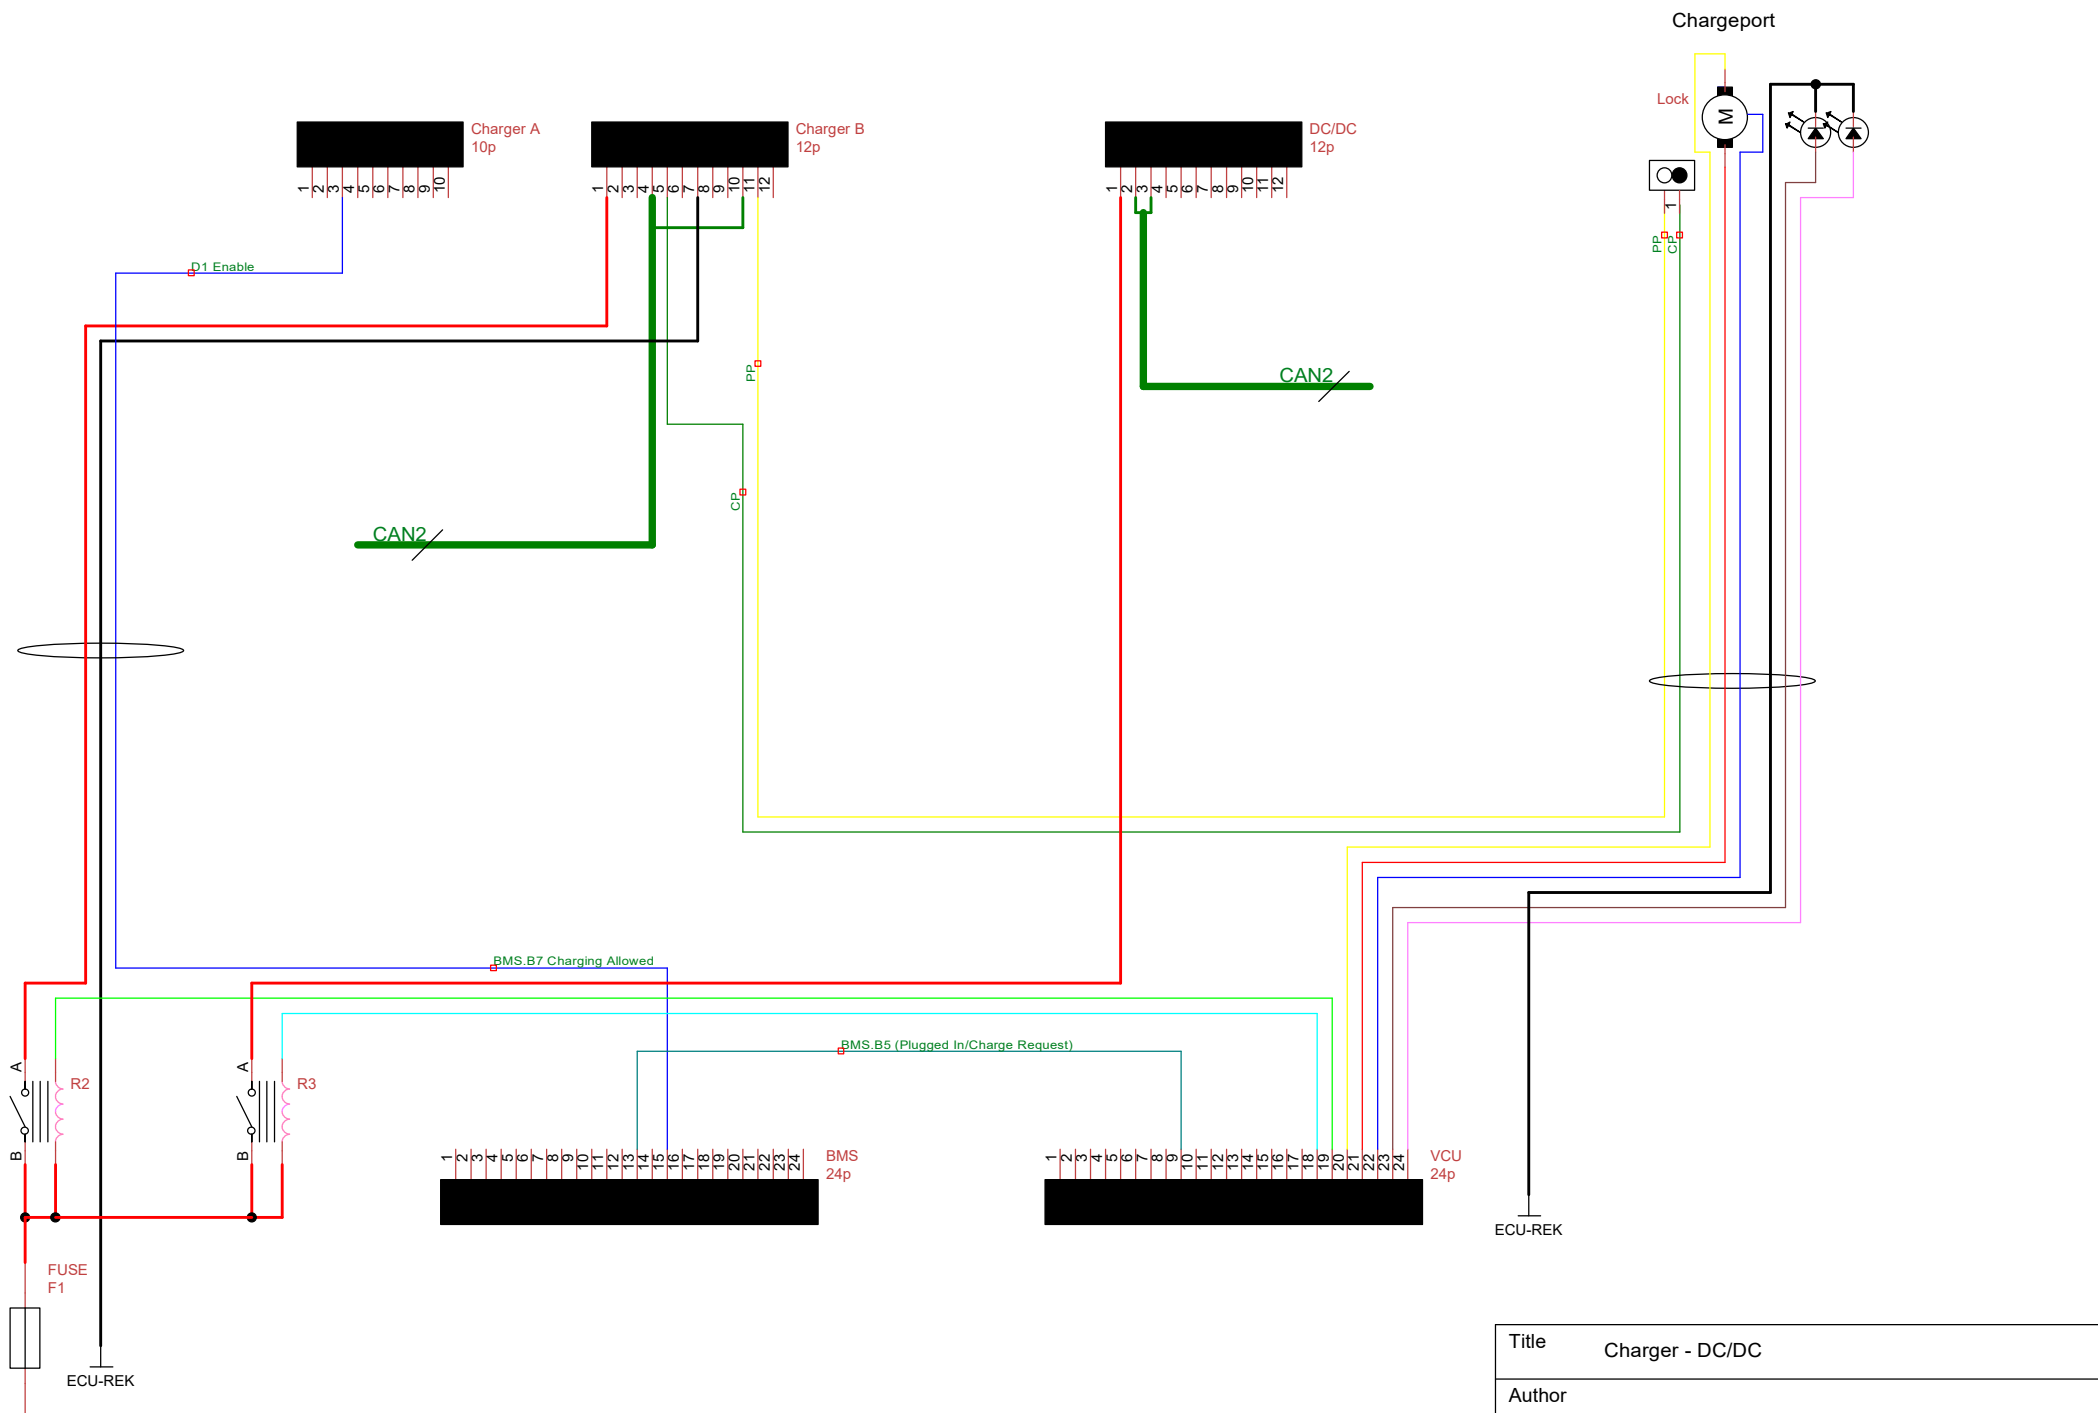 Chargeport
Charger A
10p
Charger B
12p
DC/DC
12p
Lock
M
1 2 3 4 5 6 7 8 9 10
1 2 3 4 5 6 7 8 9 10 11 12
1 2 3 4 5 6 7 8 9 10 11 12
1
PP
CP
D1 Enable
PP
CAN2
CP
CAN2
BMS.B7 Charging Allowed
BMS.B5 (Plugged In/Charge Request)
A
R2
B
A
R3
B
1 2 3 4 5 6 7 8 9 10 11 12 13 14 15 16 17 18 19 20 21 22 23 24
BMS
24p
1 2 3 4 5 6 7 8 9 10 11 12 13 14 15 16 17 18 19 20 21 22 23 24
VCU
24p
ECU-REK
FUSE
F1
ECU-REK
Title
Charger - DC/DC
Author